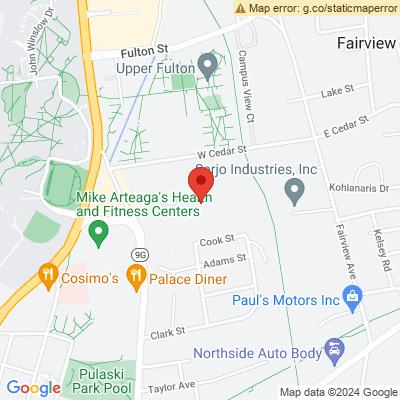 Map error: g.co/staticmaperror
John Winslow Dr
Fulton St
Fairview
Upper Fulton
Campus View Ct
Lake St
E Cedar St
W Cedar St
Sarjo Industries, Inc
Kohlanaris Dr
Mike Arteaga's Health
and Fitness Centers
9G
Cook St
Fairview Ave
Kelsey Rd
Adams St
Cosimo's
Palace Diner
Paul's Motors Inc
Clark St
Northside Auto Body
Pulaski
Park Pool
Taylor Ave
Google
Map data ©2024 Google